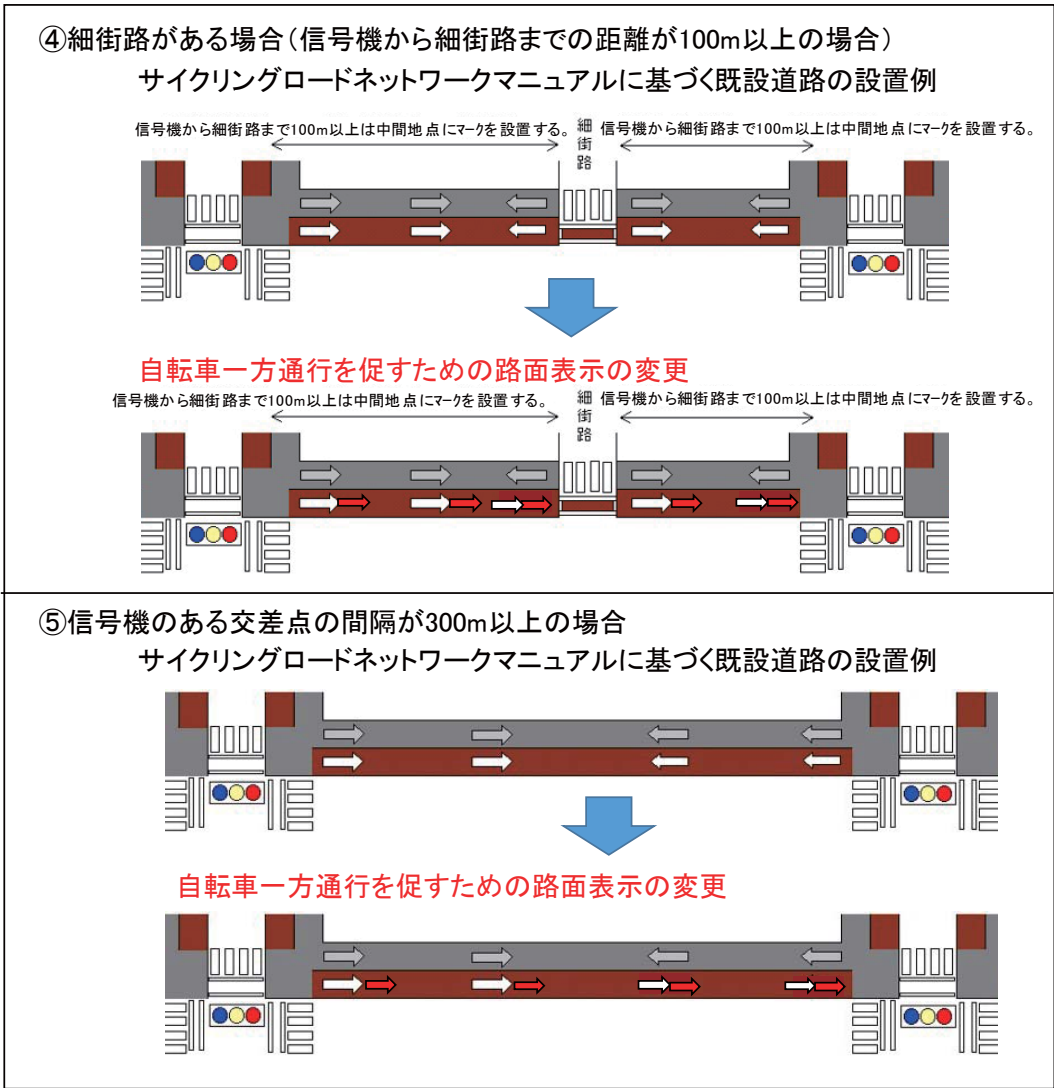 ④細街路がある場合(信号機から細街路までの距離が100m以上の場合)
サイクリングロードネットワークマニュアルに基づく既設道路の設置例
信号機から細街路まで100m以上は中間地点にマークを設置する。
細街路
信号機から細街路まで100m以上は中間地点にマークを設置する。
自転車一方通行を促すための路面表示の変更
信号機から細街路まで100m以上は中間地点にマークを設置する。
細街路
信号機から細街路まで100m以上は中間地点にマークを設置する。
⑤信号機のある交差点の間隔が300m以上の場合
サイクリングロードネットワークマニュアルに基づく既設道路の設置例
自転車一方通行を促すための路面表示の変更